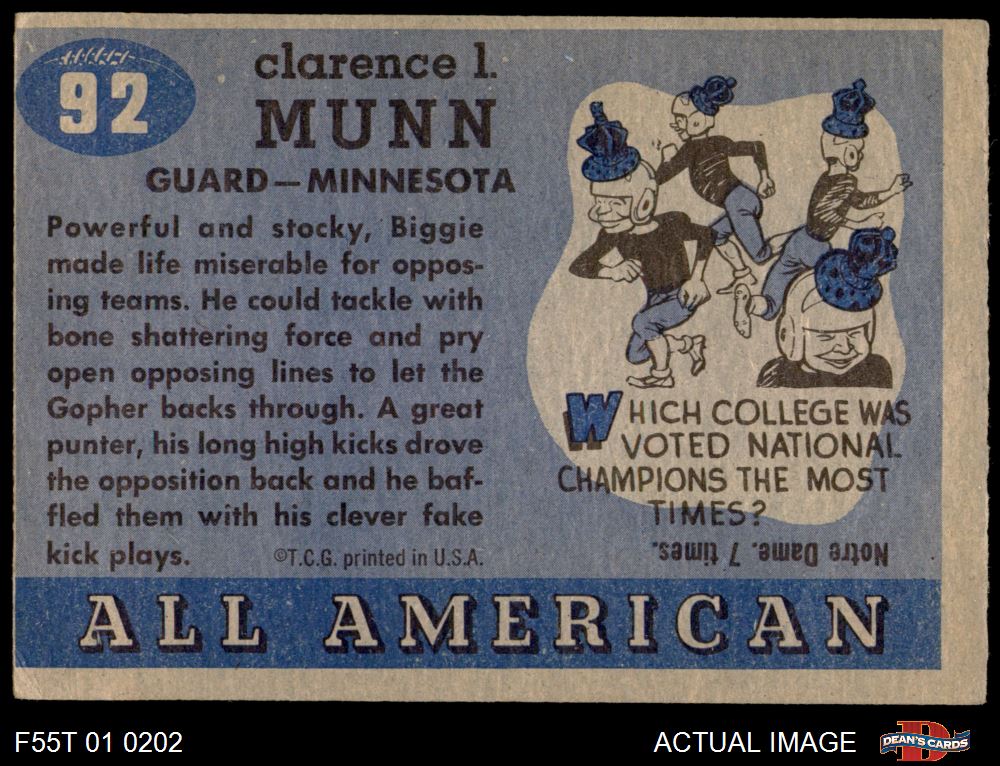 92
clarence l.
MUNN
GUARD—MINNESOTA
Powerful and stocky, Biggie
made life miserable for oppos-
ing teams. He could tackle with
bone shattering force and pry
open opposing lines to let the
Gopher backs through. A great
punter, his long high kicks drove
the opposition back and he baf-
fled them with his clever fake
kick plays.
©T.C.G. printed in U.S.A.
WHICH COLLEGE WAS
VOTED NATIONAL
CHAMPIONS THE MOST
TIMES?
Notre Dame. 7 times.
ALL AMERICAN
F55T 01 0202
ACTUAL IMAGE
D
DEAN'S CARDS